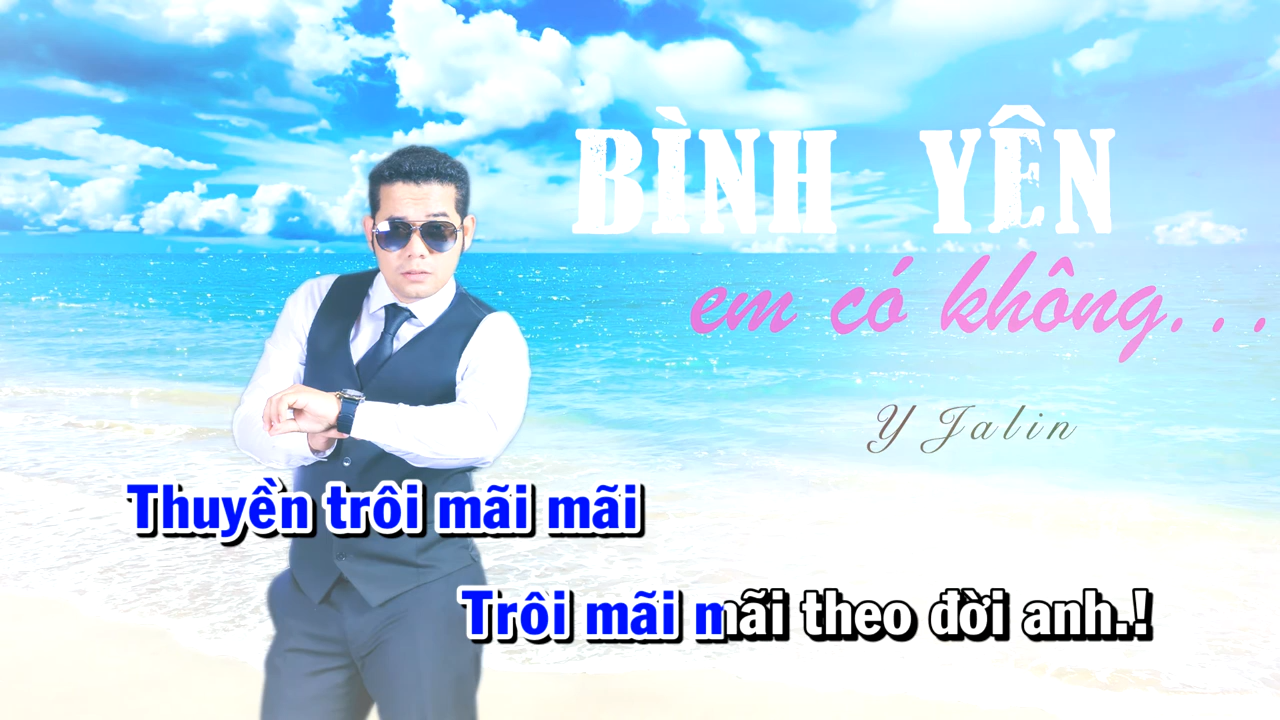 BÌNH YÊN
em có không...
Y Jalin
Thuyền trôi mãi mãi
Trôi mãi mãi theo đời anh.!